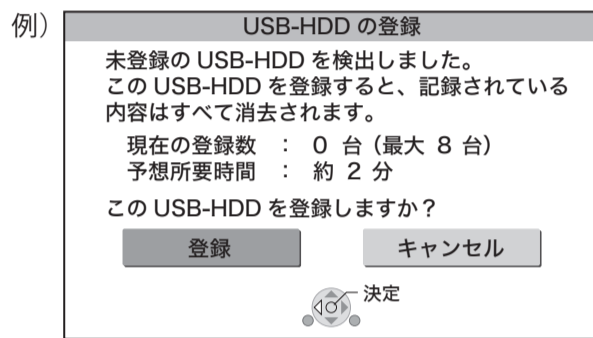 例）
USB-HDD の登録
未登録の USB-HDD を検出しました。
この USB-HDD を登録すると、記録されている
内容はすべて消去されます。
現在の登録数 ： 0 台（最大 8 台）
予想所要時間 ： 約 2 分
この USB-HDD を登録しますか？
登録 キャンセル
決定